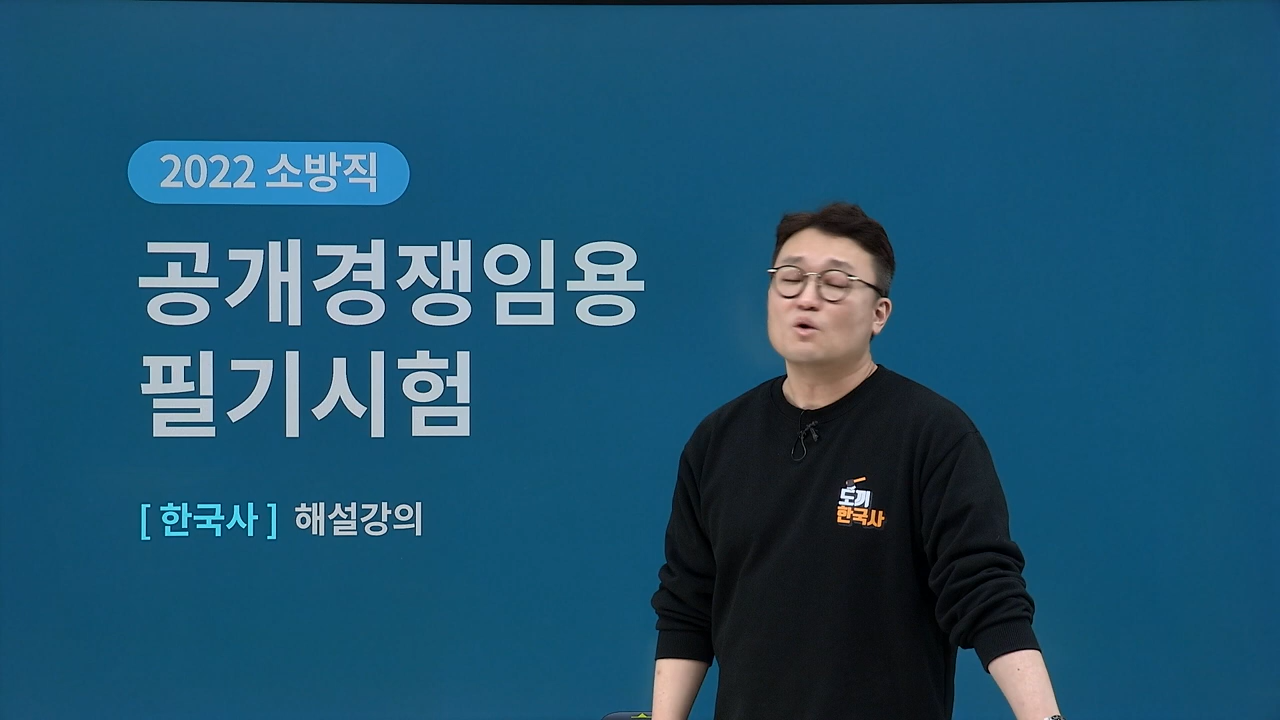 2022 소방직
공개경쟁임용
필기시험
[ 한국사 ] 해설강의
도끼
한국사